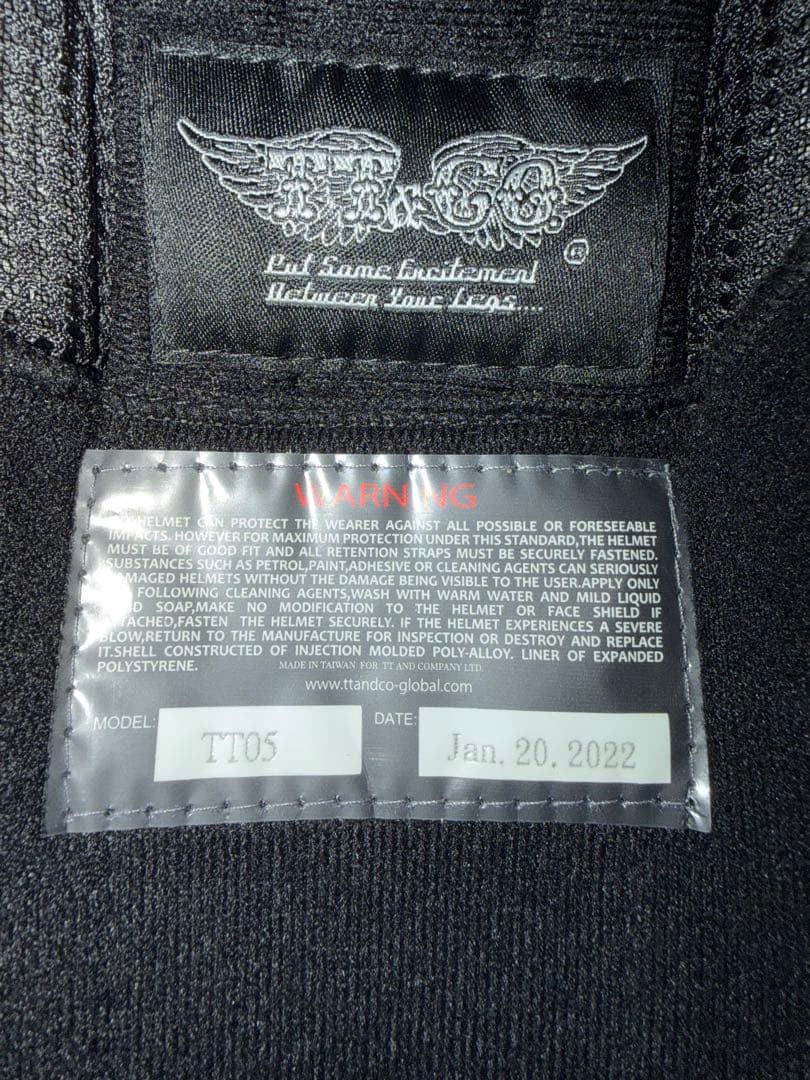 TT & CO.
®
Put Some Excitement
Between Your Legs....
WARNING
HELMET CAN PROTECT THE WEARER AGAINST ALL POSSIBLE OR FORESEEABLE
IMPACTS. HOWEVER FOR MAXIMUM PROTECTION UNDER THIS STANDARD,THE HELMET
MUST BE OF GOOD FIT AND ALL RETENTION STRAPS MUST BE SECURELY FASTENED.
SUBSTANCES SUCH AS PETROL,PAINT,ADHESIVE OR CLEANING AGENTS CAN SERIOUSLY
DAMAGED HELMETS WITHOUT THE DAMAGE BEING VISIBLE TO THE USER.APPLY ONLY
FOLLOWING CLEANING AGENTS,WASH WITH WARM WATER AND MILD LIQUID
SOAP,MAKE NO MODIFICATION TO THE HELMET OR FACE SHIELD IF
ATTACHED,FASTEN THE HELMET SECURELY. IF THE HELMET EXPERIENCES A SEVERE
BLOW,RETURN TO THE MANUFACTURE FOR INSPECTION OR DESTROY AND REPLACE
IT.SHELL CONSTRUCTED OF INJECTION MOLDED POLY-ALLOY. LINER OF EXPANDED
POLYSTYRENE.
MADE IN TAIWAN FOR TT AND COMPANY LTD.
www.ttandco-global.com
MODEL: TT05 DATE: Jan. 20. 2022